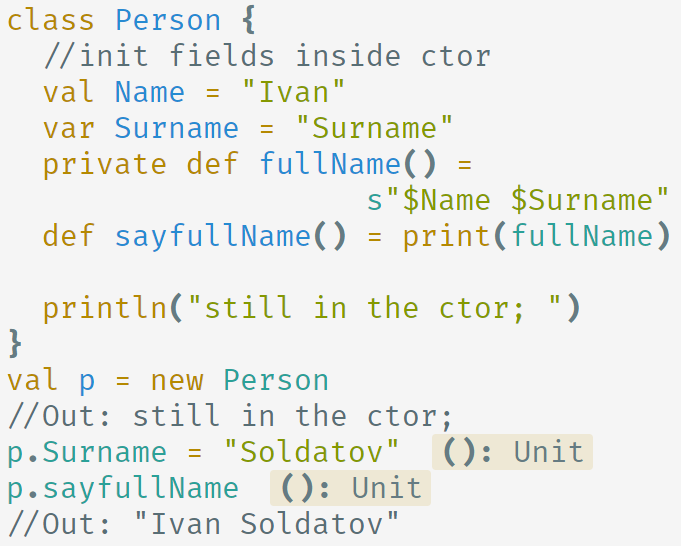 class Person {
  //init fields inside ctor
  val Name = "Ivan"
  var Surname = "Surname"
  private def fullName() =
                    s"$Name $Surname"
  def sayfullName() = print(fullName)

  println("still in the ctor; ")
}
val p = new Person
//Out: still in the ctor;
p.Surname = "Soldatov"  (): Unit
p.sayfullName  (): Unit
//Out: "Ivan Soldatov"